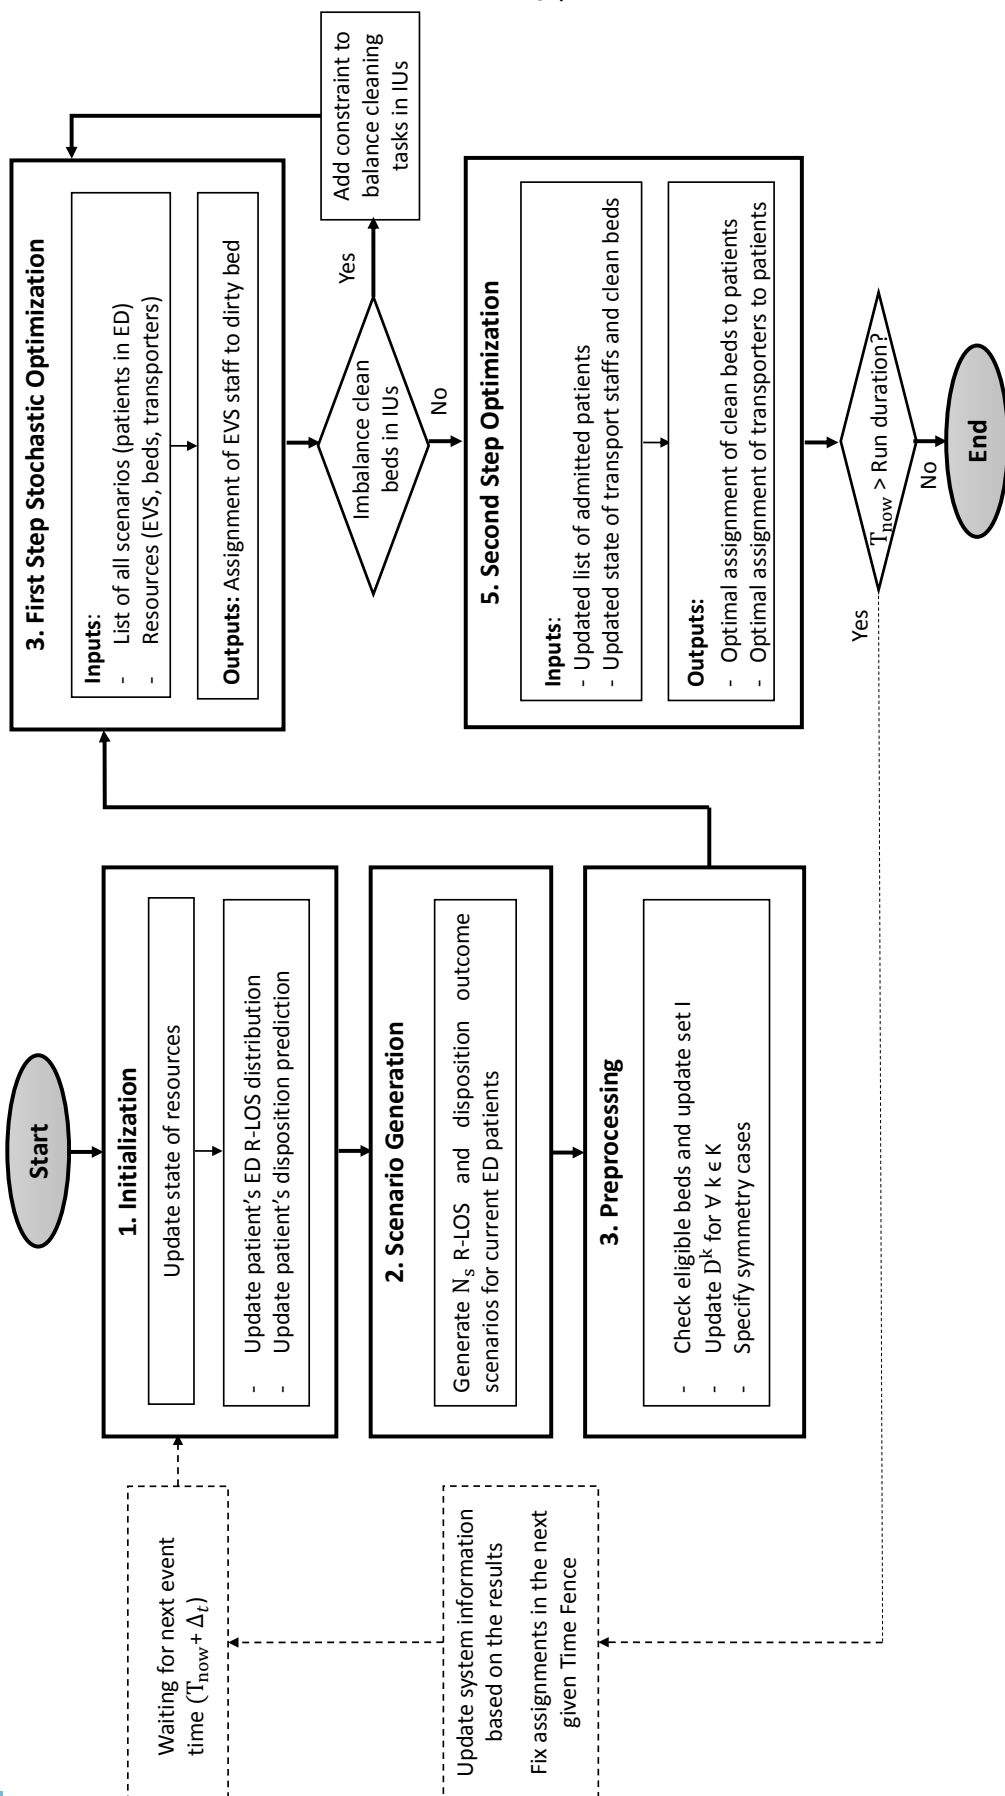 Start
1. Initialization
Update state of resources
- Update patient's ED R-LOS distribution
- Update patient's disposition prediction
2. Scenario Generation
Generate Nₛ R-LOS and disposition outcome
scenarios for current ED patients
3. Preprocessing
- Check eligible beds and update set I
- Update Dᵏ for ∀ k ϵ K
- Specify symmetry cases
3. First Step Stochastic Optimization
Inputs:
- List of all scenarios (patients in ED)
- Resources (EVS, beds, transporters)
Outputs: Assignment of EVS staff to dirty bed
Imbalance clean
beds in IUs
Yes
Add constraint to
balance cleaning
tasks in IUs
No
5. Second Step Optimization
Inputs:
- Updated list of admitted patients
- Updated state of transport staffs and clean beds
Outputs:
- Optimal assignment of clean beds to patients
- Optimal assignment of transporters to patients
T_now > Run duration?
Yes
No
End
Update system information
based on the results
Fix assignments in the next
given Time Fence
Waiting for next event
time (T_now + Δ_t)